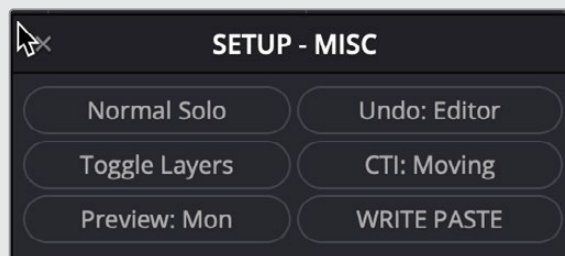 SETUP - MISC
Normal Solo
Undo: Editor
Toggle Layers
CTI: Moving
Preview: Mon
WRITE PASTE